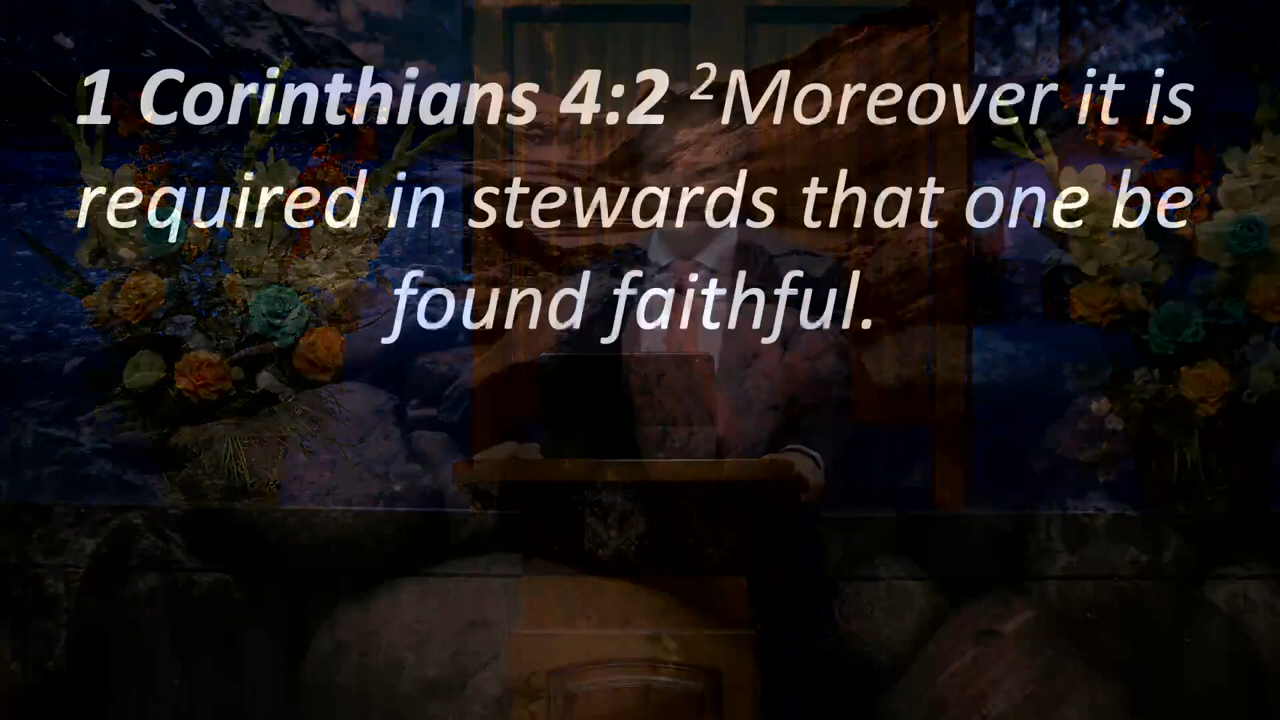 1 Corinthians 4:2 ²Moreover it is
required in stewards that one be
found faithful.